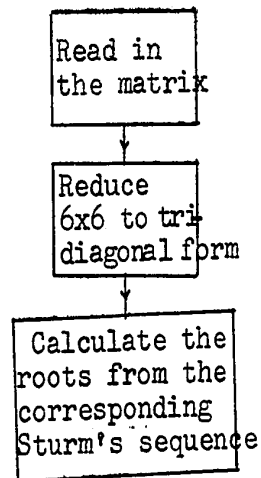 Read in
the matrix
Reduce
6x6 to tri-
diagonal form
Calculate the
roots from the
corresponding
Sturm's sequence